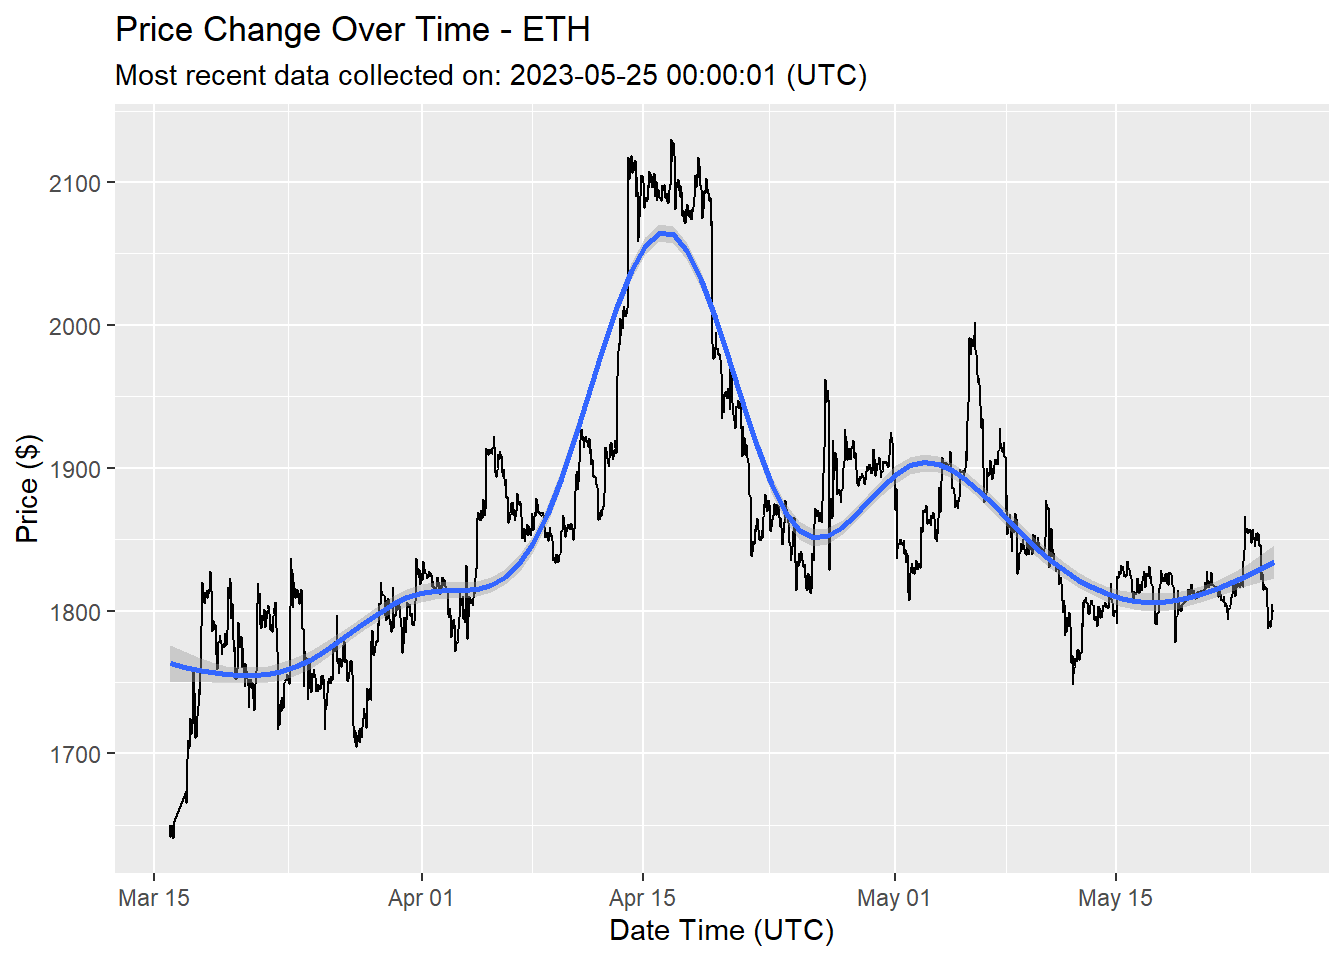 Price Change Over Time - ETH
Most recent data collected on: 2023-05-25 00:00:01 (UTC)
Price ($)
2100
2000
1900
1800
1700
Mar 15
Apr 01
Apr 15
May 01
May 15
Date Time (UTC)